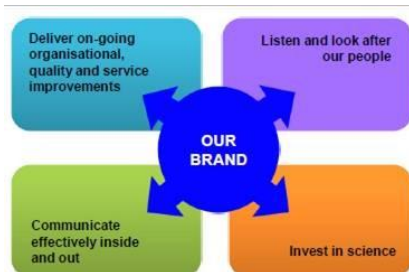 Deliver on-going
organisational,
quality and service
improvements
Listen and look after
our people
OUR
BRAND
Communicate
effectively inside
and out
Invest in science